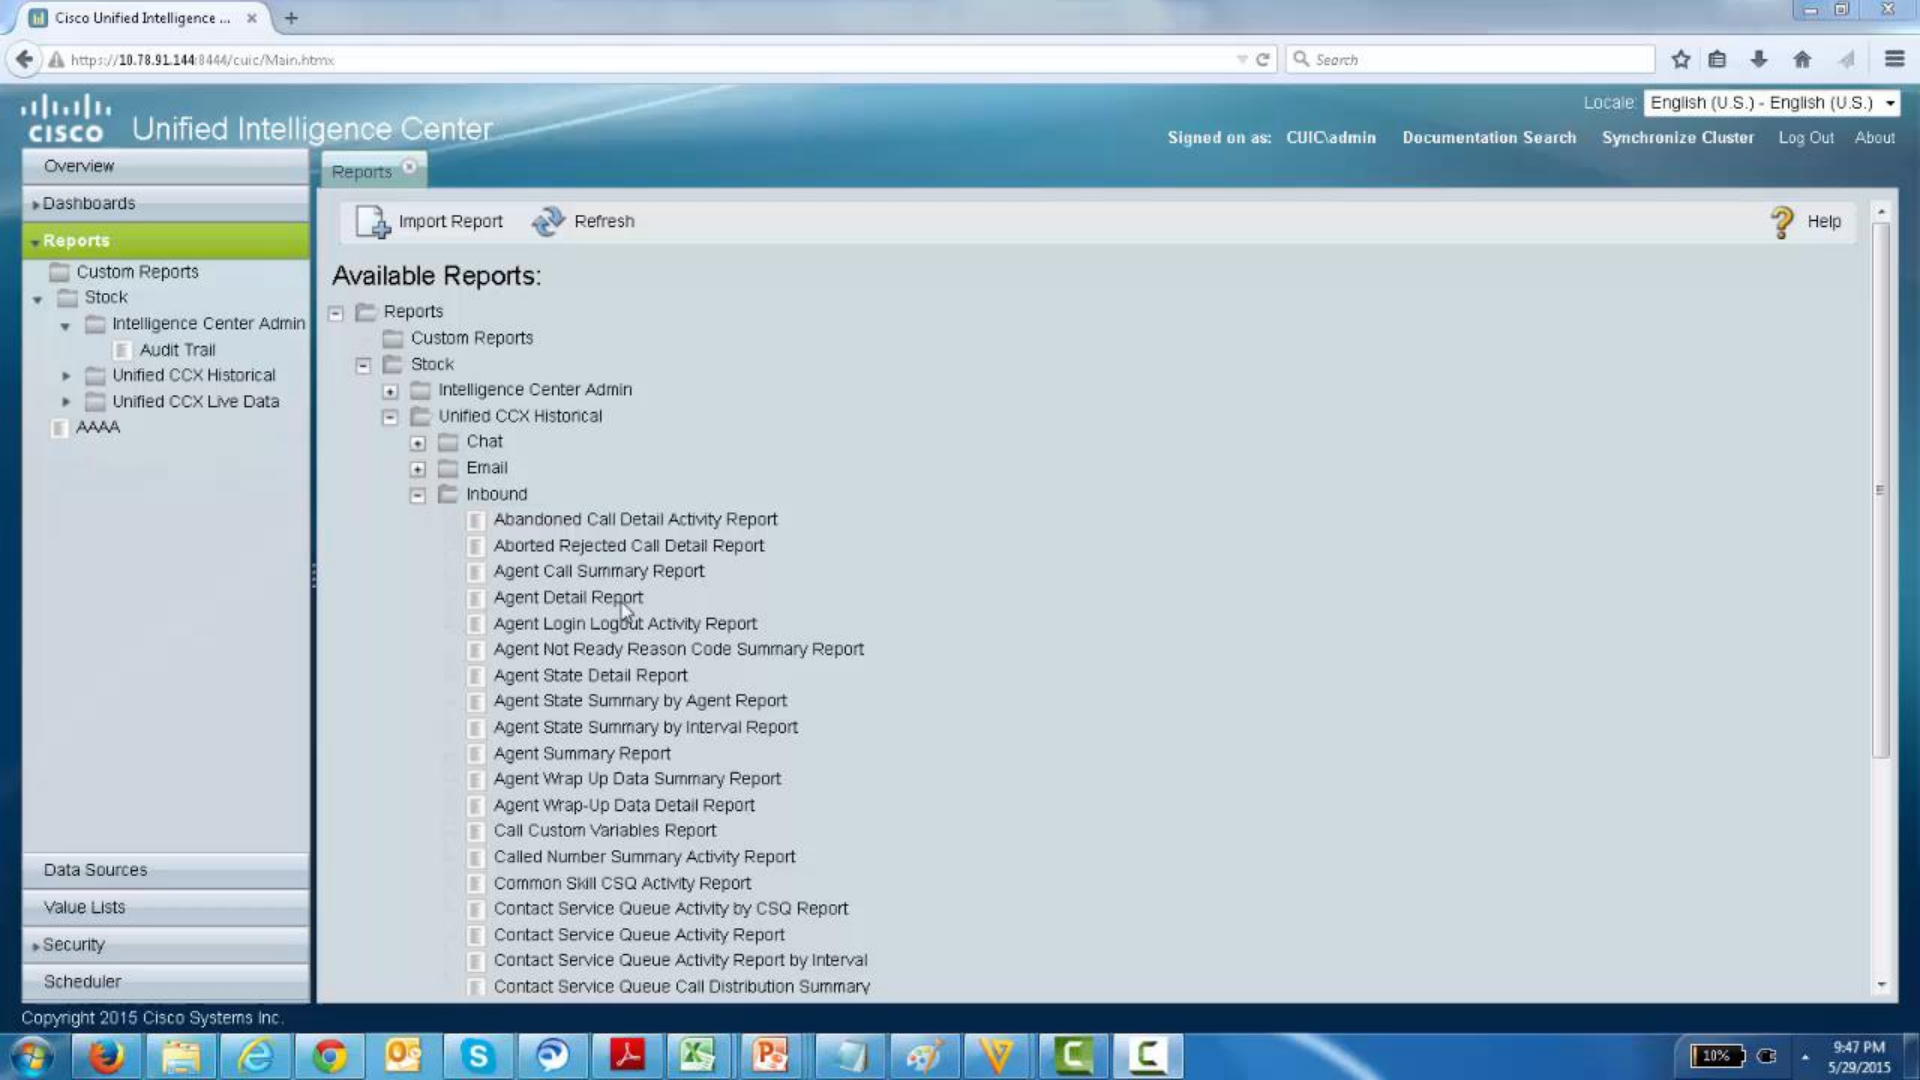 Cisco Unified Intelligence ...
https://10.78.91.144:8444/cuic/Main.htmx
Search
Locale: English (U.S.) - English (U.S.)
CISCO Unified Intelligence Center
Signed on as: CUIC\admin Documentation Search Synchronize Cluster Log Out About
Overview
Dashboards
Reports
Custom Reports
Stock
Intelligence Center Admin
Audit Trail
Unified CCX Historical
Unified CCX Live Data
AAAA
Data Sources
Value Lists
Security
Scheduler
Reports
Import Report Refresh Help
Available Reports:
Reports
Custom Reports
Stock
Intelligence Center Admin
Unified CCX Historical
Chat
Email
Inbound
Abandoned Call Detail Activity Report
Aborted Rejected Call Detail Report
Agent Call Summary Report
Agent Detail Report
Agent Login Logout Activity Report
Agent Not Ready Reason Code Summary Report
Agent State Detail Report
Agent State Summary by Agent Report
Agent State Summary by Interval Report
Agent Summary Report
Agent Wrap Up Data Summary Report
Agent Wrap-Up Data Detail Report
Call Custom Variables Report
Called Number Summary Activity Report
Common Skill CSQ Activity Report
Contact Service Queue Activity by CSQ Report
Contact Service Queue Activity Report
Contact Service Queue Activity Report by Interval
Contact Service Queue Call Distribution Summary
Copyright 2015 Cisco Systems Inc.
10%
9:47 PM
5/29/2015